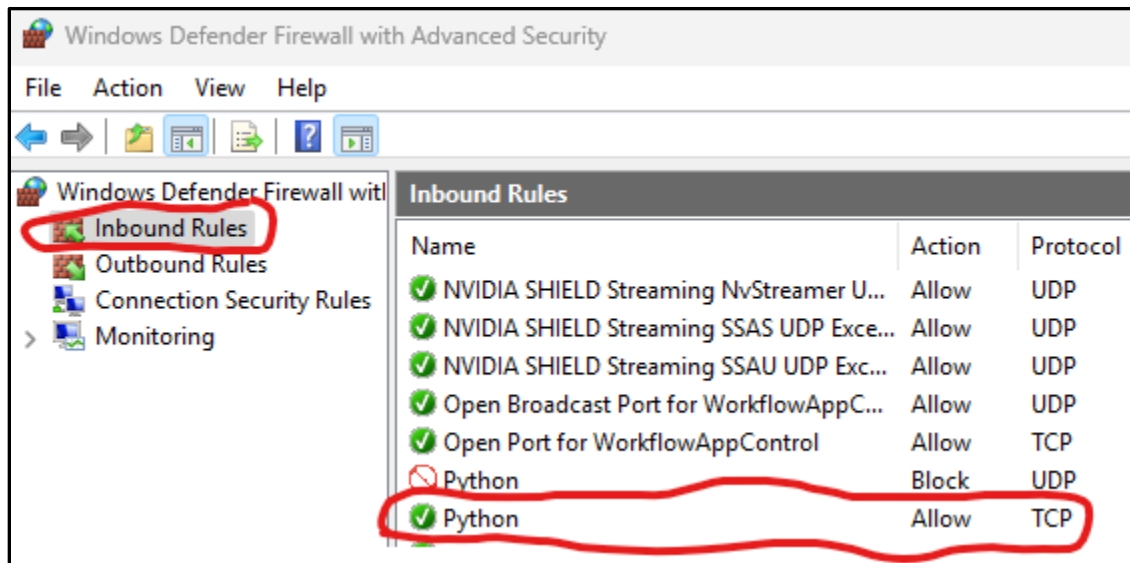 Windows Defender Firewall with Advanced Security
File Action View Help
Windows Defender Firewall witl
Inbound Rules
Outbound Rules
Connection Security Rules
Monitoring
Inbound Rules
Name Action Protocol
NVIDIA SHIELD Streaming NvStreamer U... Allow UDP
NVIDIA SHIELD Streaming SSAS UDP Exce... Allow UDP
NVIDIA SHIELD Streaming SSAU UDP Exc... Allow UDP
Open Broadcast Port for WorkflowAppC... Allow UDP
Open Port for WorkflowAppControl Allow TCP
Python Block UDP
Python Allow TCP